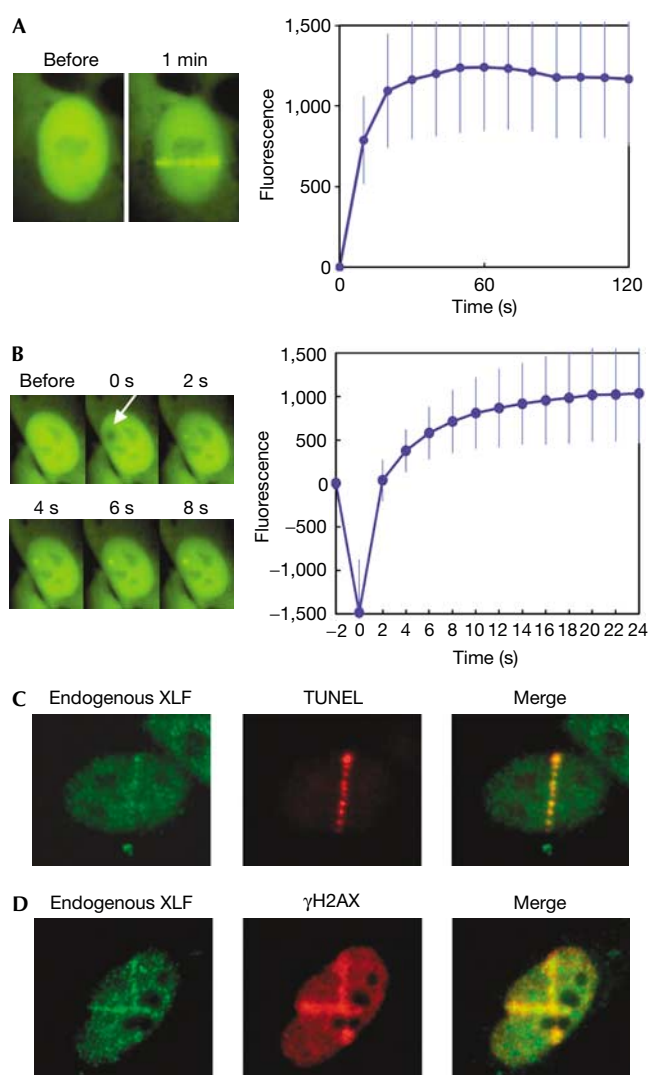 A
Before 1 min
1,500
1,000
500
0
Fluorescence
0 60 120
Time (s)
B
Before 0 s 2 s
4 s 6 s 8 s
1,500
1,000
500
0
−500
−1,000
−1,500
Fluorescence
−2 0 2 4 6 8 10 12 14 16 18 20 22 24
Time (s)
C
Endogenous XLF TUNEL Merge
D
Endogenous XLF γH2AX Merge